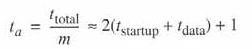 t_a = t_total / m ≈ 2(t_startup + t_data) + 1